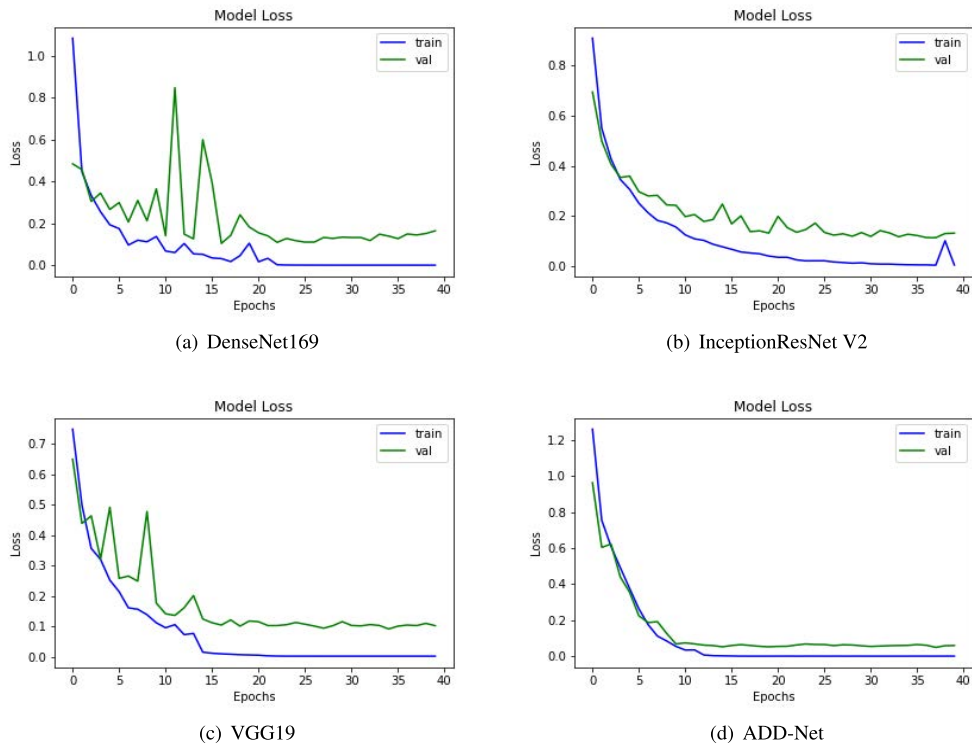 Model Loss
train
val
Loss
1.0
0.8
0.6
0.4
0.2
0.0
0 5 10 15 20 25 30 35 40
Epochs
(a) DenseNet169
Model Loss
train
val
Loss
0.8
0.6
0.4
0.2
0.0
0 5 10 15 20 25 30 35 40
Epochs
(b) InceptionResNet V2
Model Loss
train
val
Loss
0.7
0.6
0.5
0.4
0.3
0.2
0.1
0.0
0 5 10 15 20 25 30 35 40
Epochs
(c) VGG19
Model Loss
train
val
Loss
1.2
1.0
0.8
0.6
0.4
0.2
0.0
0 5 10 15 20 25 30 35 40
Epochs
(d) ADD-Net